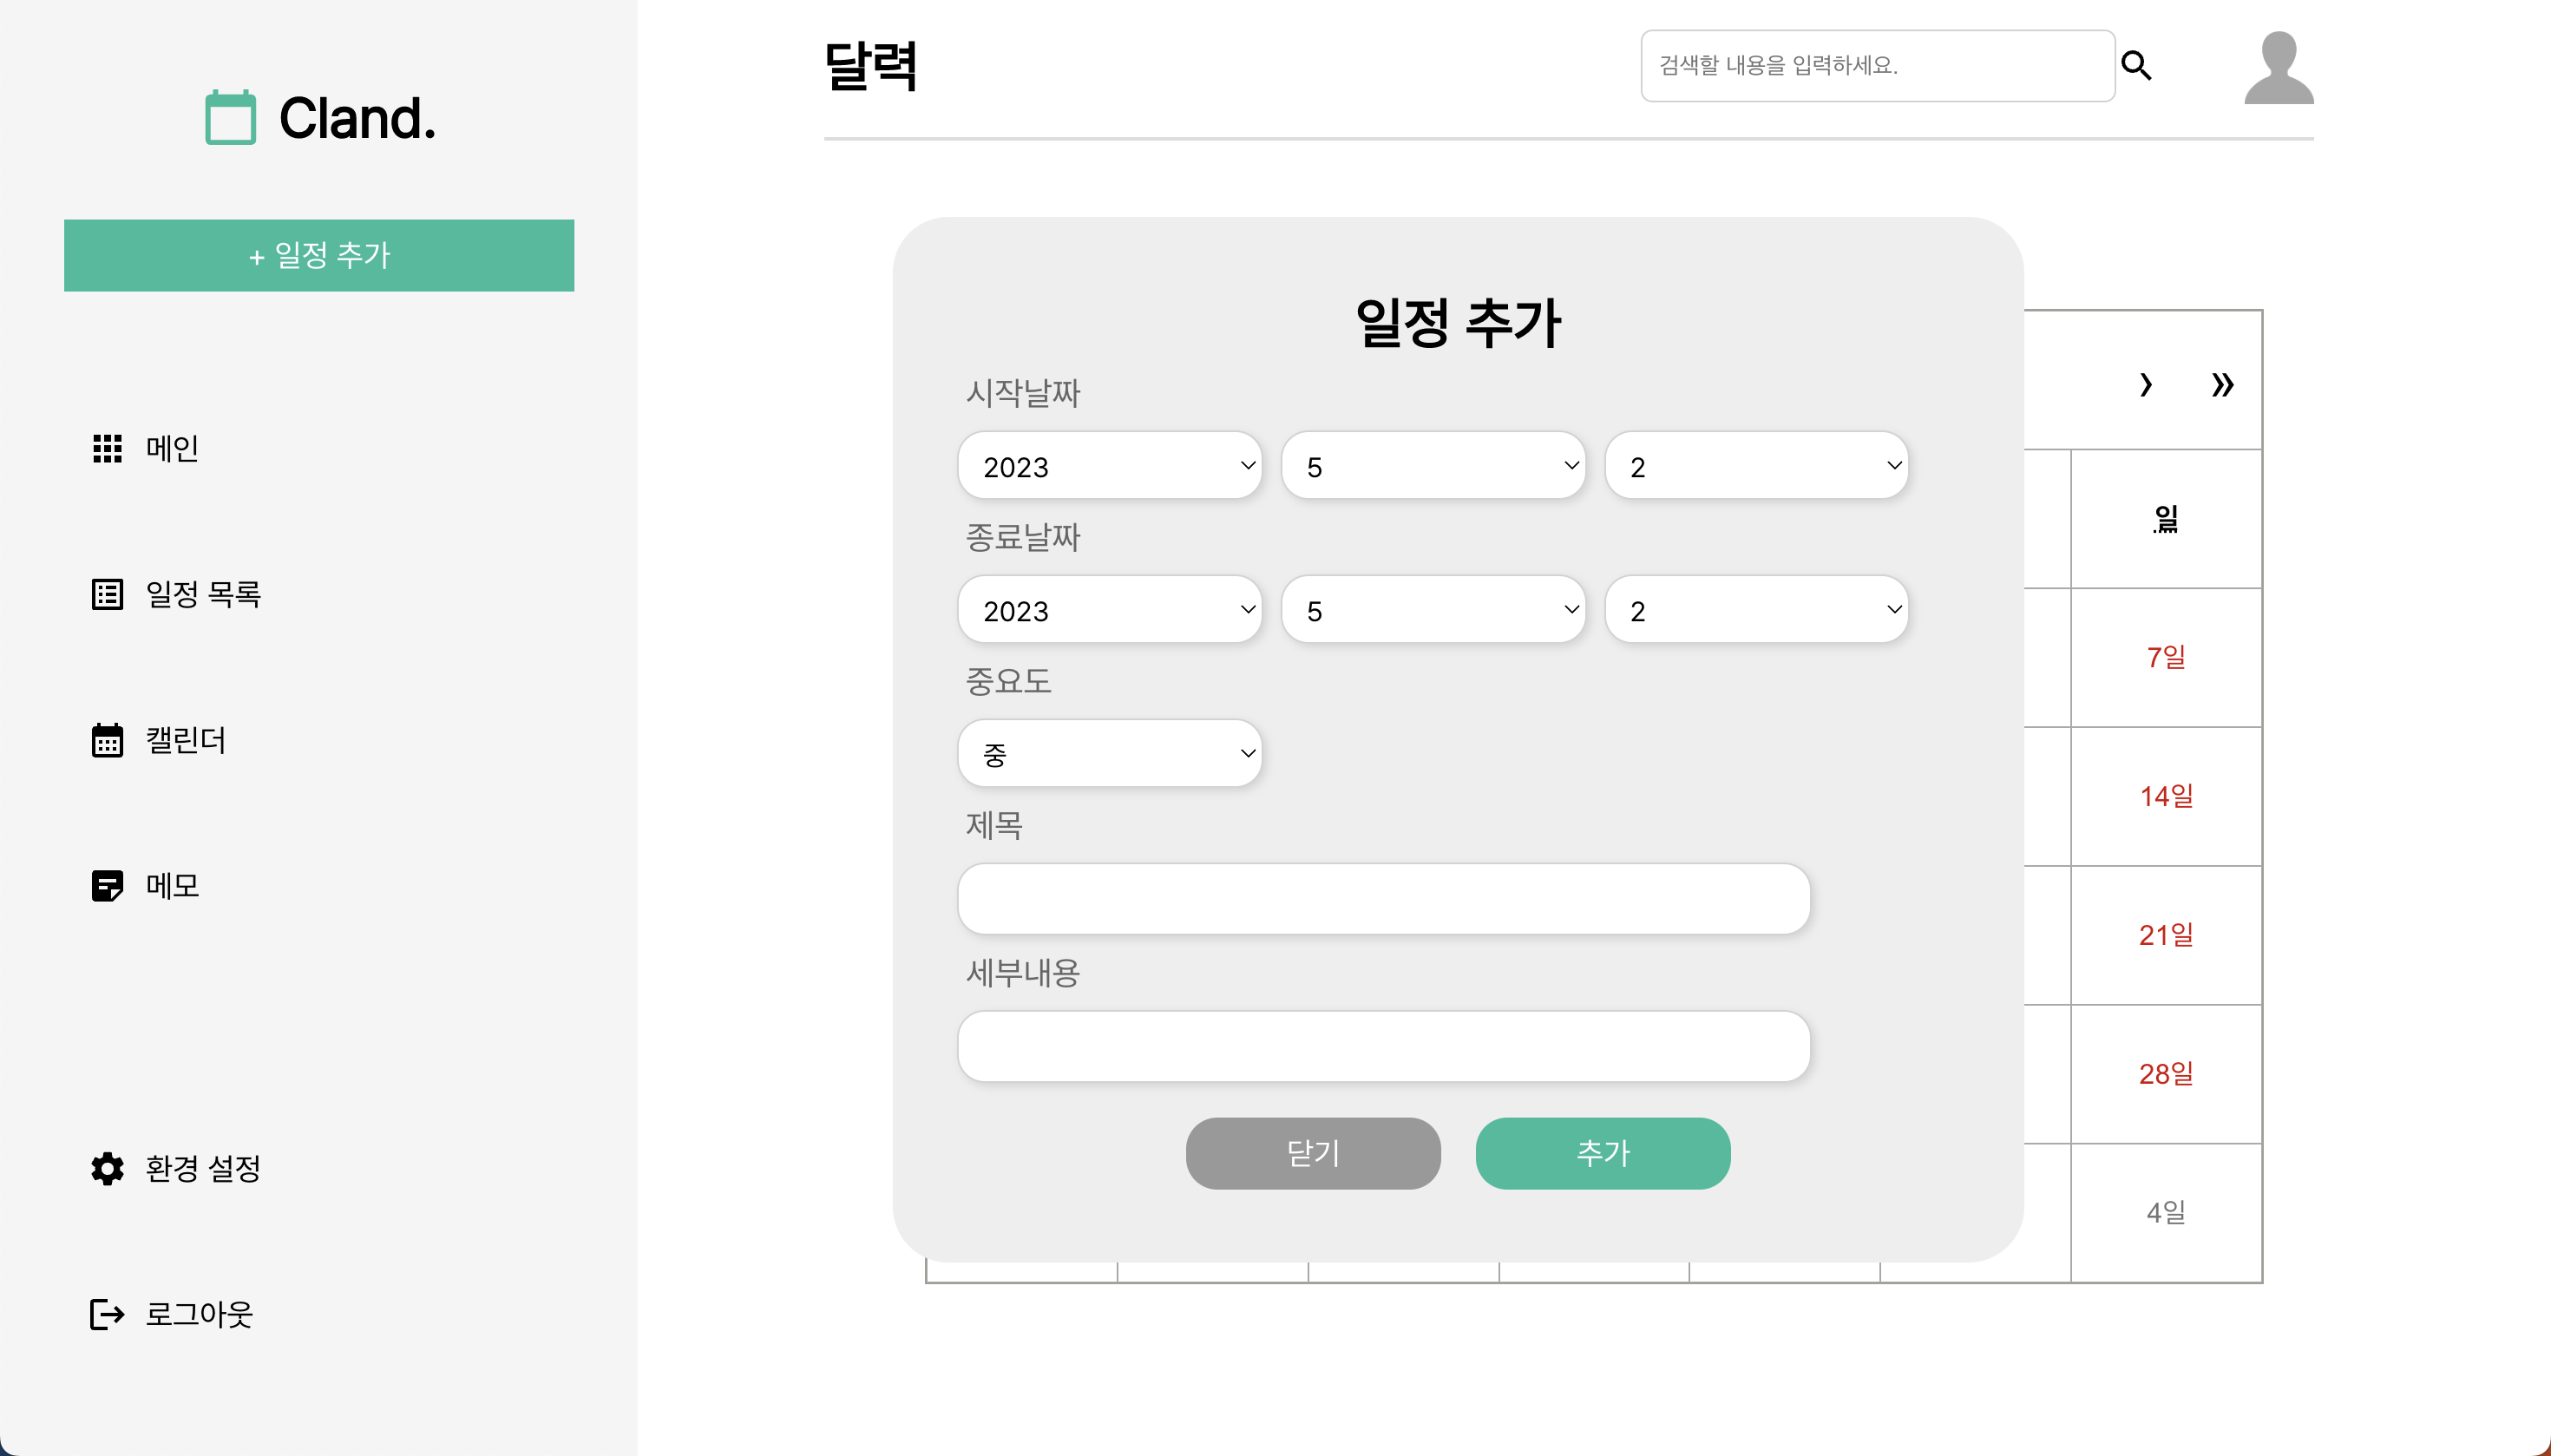 Cland.
+ 일정 추가
메인
일정 목록
캘린더
메모
환경 설정
로그아웃
달력
검색할 내용을 입력하세요.
› »
일
7일
14일
21일
28일
4일
일정 추가
시작날짜
2023 5 2
종료날짜
2023 5 2
중요도
중
제목
세부내용
닫기 추가